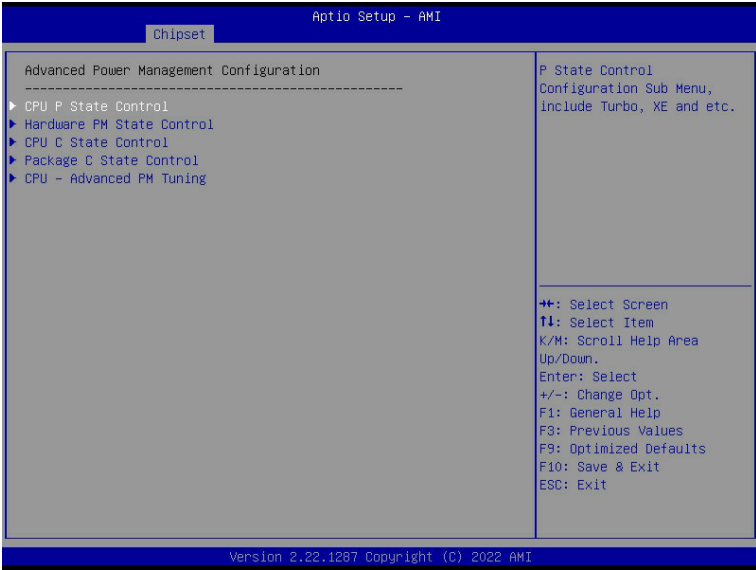 Aptio Setup – AMI
Chipset
Advanced Power Management Configuration
--------------------------------------------------
CPU P State Control
Hardware PM State Control
CPU C State Control
Package C State Control
CPU – Advanced PM Tuning
P State Control
Configuration Sub Menu,
include Turbo, XE and etc.
→←: Select Screen
↑↓: Select Item
K/M: Scroll Help Area
Up/Down.
Enter: Select
+/-: Change Opt.
F1: General Help
F3: Previous Values
F9: Optimized Defaults
F10: Save & Exit
ESC: Exit
Version 2.22.1287 Copyright (C) 2022 AMI